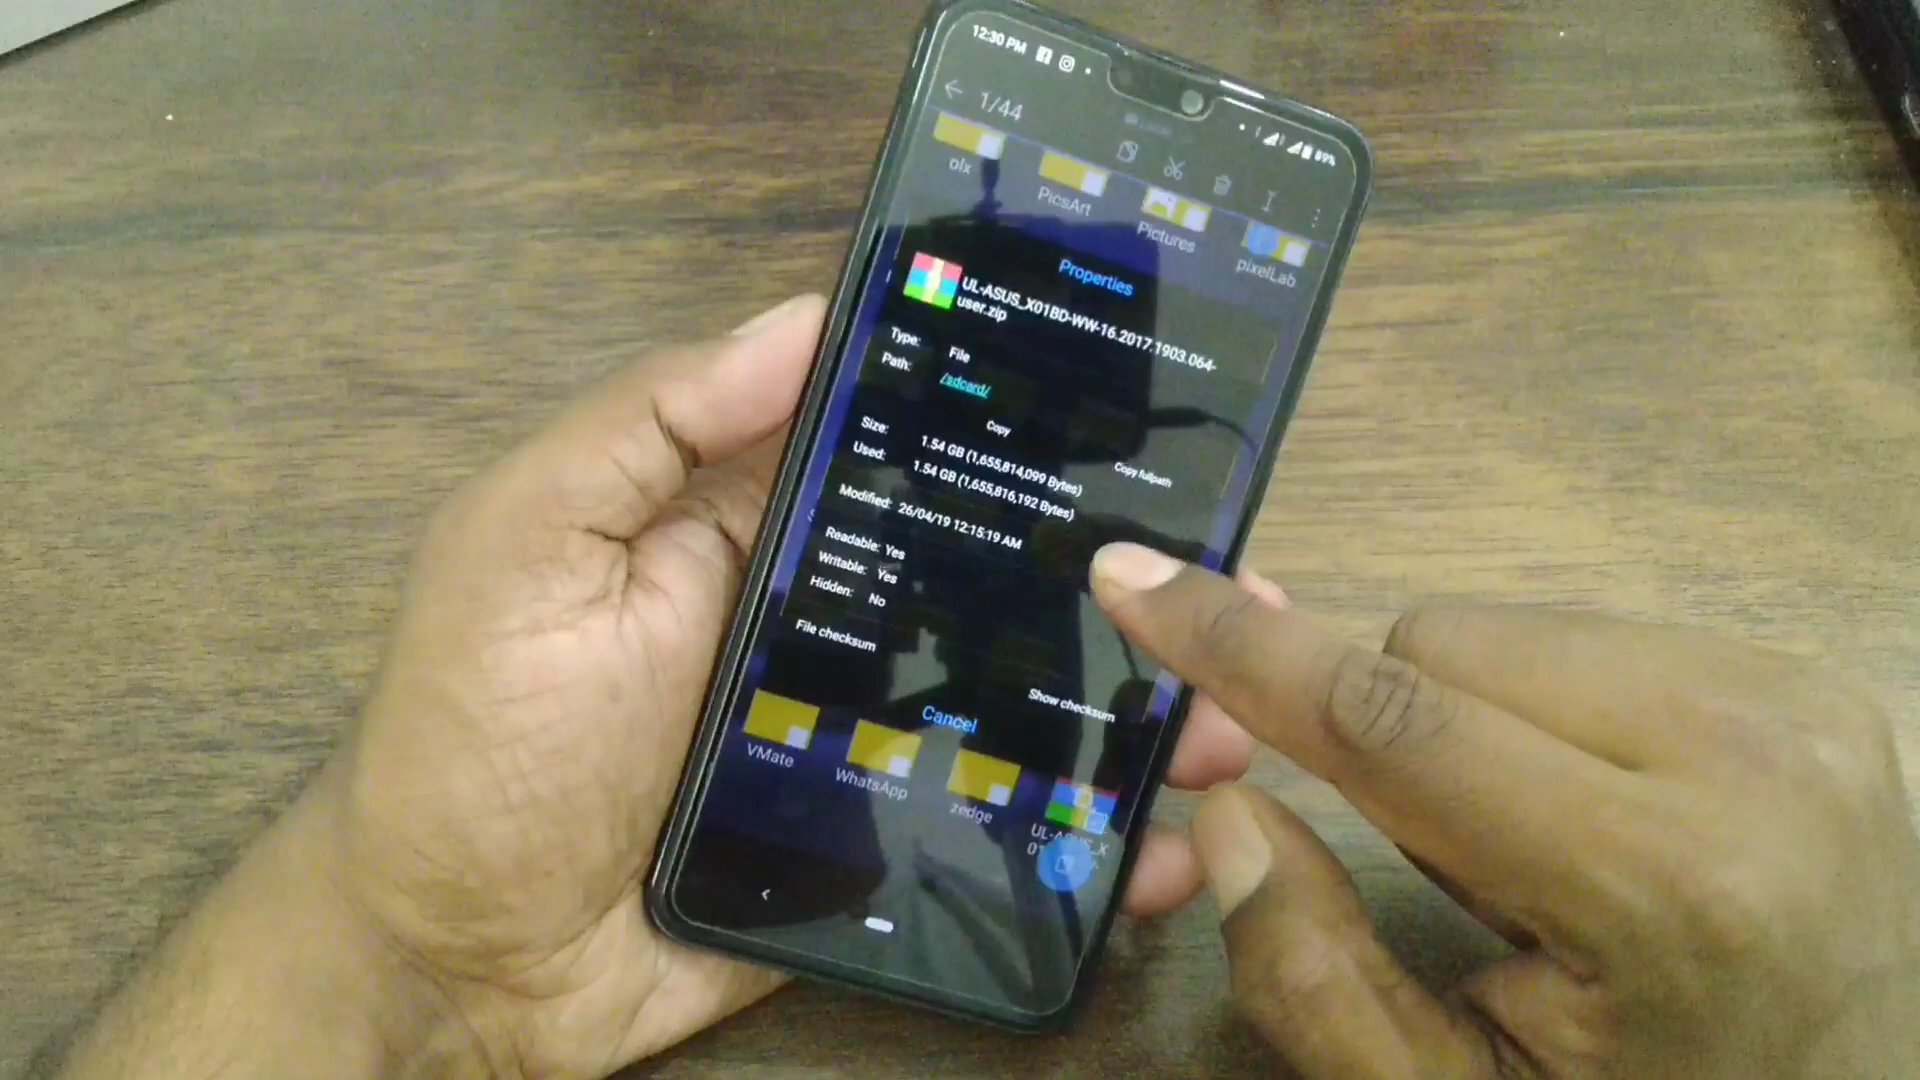 12:30 PM
89%
1/44
olx
PicsArt
Pictures
pixelLab
Properties
UL-ASUS_X01BD-WW-16.2017.1903.064-
user.zip
Type: File
Path: /sdcard/
Copy
Copy fullpath
Size: 1.54 GB (1,655,814,099 Bytes)
Used: 1.54 GB (1,655,816,192 Bytes)
Modified: 26/04/19 12:15:19 AM
Readable: Yes
Writable: Yes
Hidden: No
File checksum
Show checksum
Cancel
VMate
WhatsApp
zedge
UL-ASUS_X